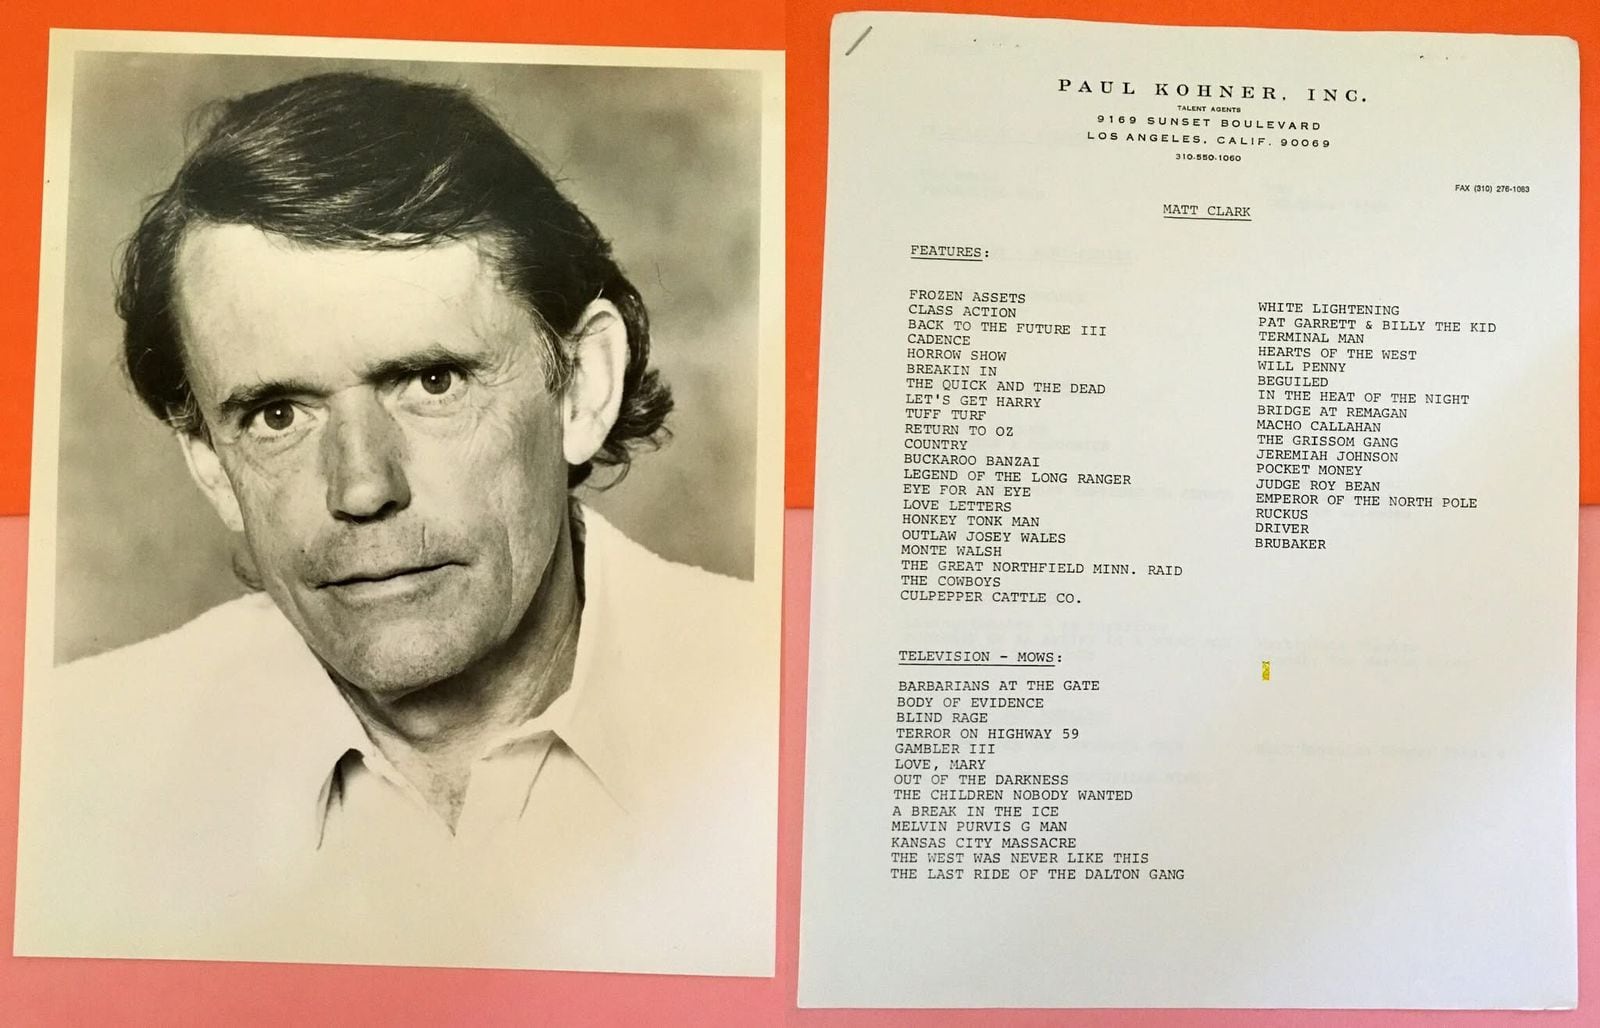 PAUL KOHNER, INC.
TALENT AGENTS
9169 SUNSET BOULEVARD
LOS ANGELES, CALIF. 90069
310-550-1060
FAX (310) 276-1063
MATT CLARK
FEATURES:
FROZEN ASSETS
CLASS ACTION
BACK TO THE FUTURE III
CADENCE
HORROW SHOW
BREAKIN IN
THE QUICK AND THE DEAD
LET'S GET HARRY
TUFF TURF
RETURN TO OZ
COUNTRY
BUCKAROO BANZAI
LEGEND OF THE LONG RANGER
EYE FOR AN EYE
LOVE LETTERS
HONKEY TONK MAN
OUTLAW JOSEY WALES
MONTE WALSH
THE GREAT NORTHFIELD MINN. RAID
THE COWBOYS
CULPEPPER CATTLE CO.
WHITE LIGHTENING
PAT GARRETT & BILLY THE KID
TERMINAL MAN
HEARTS OF THE WEST
WILL PENNY
BEGUILED
IN THE HEAT OF THE NIGHT
BRIDGE AT REMAGAN
MACHO CALLAHAN
THE GRISSOM GANG
JEREMIAH JOHNSON
POCKET MONEY
JUDGE ROY BEAN
EMPEROR OF THE NORTH POLE
RUCKUS
DRIVER
BRUBAKER
TELEVISION - MOWS:
BARBARIANS AT THE GATE
BODY OF EVIDENCE
BLIND RAGE
TERROR ON HIGHWAY 59
GAMBLER III
LOVE, MARY
OUT OF THE DARKNESS
THE CHILDREN NOBODY WANTED
A BREAK IN THE ICE
MELVIN PURVIS G MAN
KANSAS CITY MASSACRE
THE WEST WAS NEVER LIKE THIS
THE LAST RIDE OF THE DALTON GANG